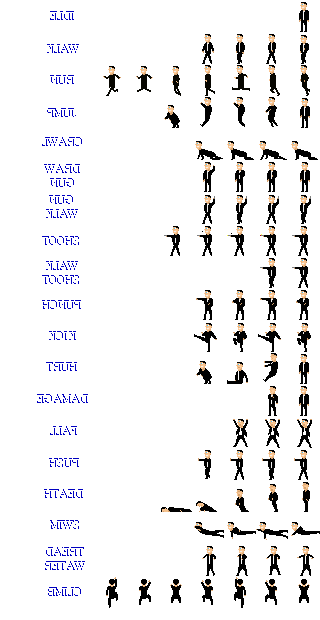 IDLE
WALK
RUN
JUMP
CRAWL
DRAW
GUN
GUN
WALK
SHOOT
WALK
SHOOT
PUNCH
KICK
HURT
DAMAGE
FALL
PUSH
DEATH
SWIM
TREAD
WATER
CLIMB